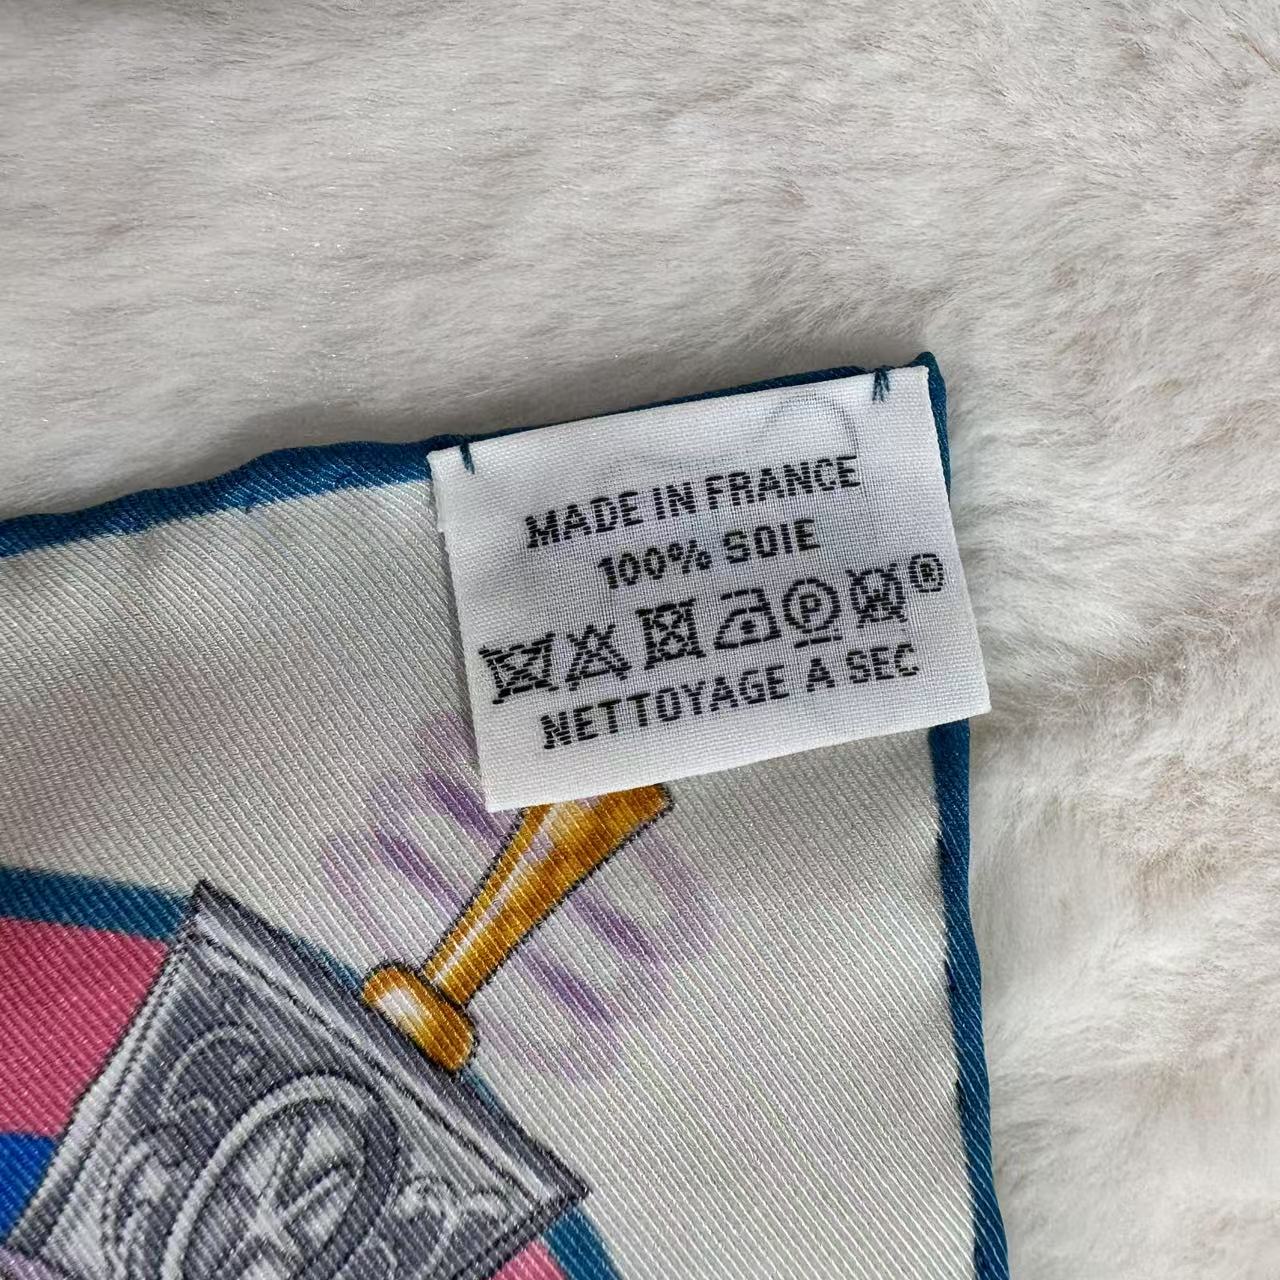 MADE IN FRANCE
100% SOIE
P ®
NETTOYAGE A SEC